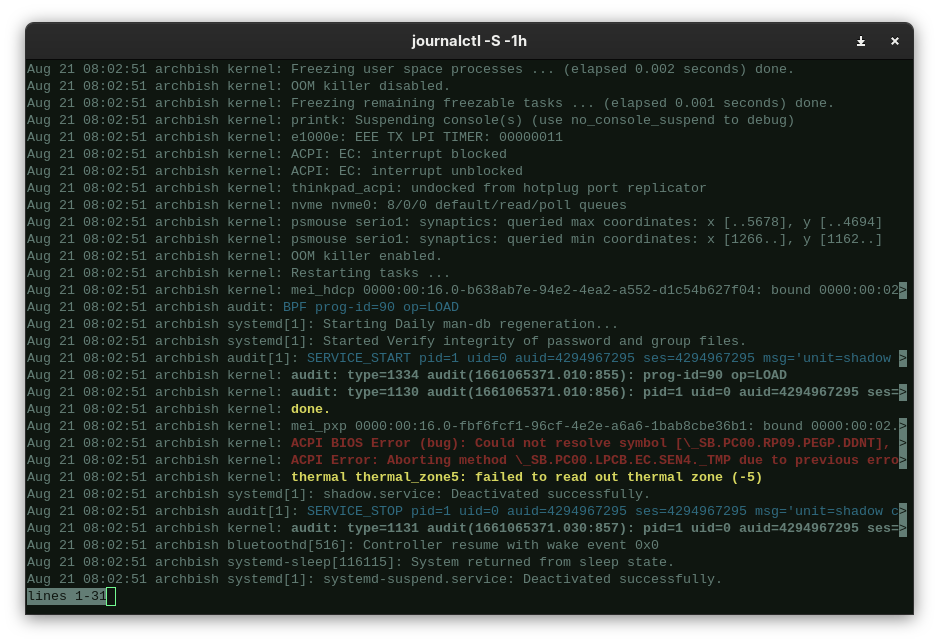 journalctl -S -1h
Aug 21 08:02:51 archbish kernel: Freezing user space processes ... (elapsed 0.002 seconds) done.
Aug 21 08:02:51 archbish kernel: OOM killer disabled.
Aug 21 08:02:51 archbish kernel: Freezing remaining freezable tasks ... (elapsed 0.001 seconds) done.
Aug 21 08:02:51 archbish kernel: printk: Suspending console(s) (use no_console_suspend to debug)
Aug 21 08:02:51 archbish kernel: e1000e: EEE TX LPI TIMER: 00000011
Aug 21 08:02:51 archbish kernel: ACPI: EC: interrupt blocked
Aug 21 08:02:51 archbish kernel: ACPI: EC: interrupt unblocked
Aug 21 08:02:51 archbish kernel: thinkpad_acpi: undocked from hotplug port replicator
Aug 21 08:02:51 archbish kernel: nvme nvme0: 8/0/0 default/read/poll queues
Aug 21 08:02:51 archbish kernel: psmouse serio1: synaptics: queried max coordinates: x [..5678], y [..4694]
Aug 21 08:02:51 archbish kernel: psmouse serio1: synaptics: queried min coordinates: x [1266..], y [1162..]
Aug 21 08:02:51 archbish kernel: OOM killer enabled.
Aug 21 08:02:51 archbish kernel: Restarting tasks ...
Aug 21 08:02:51 archbish kernel: mei_hdcp 0000:00:16.0-b638ab7e-94e2-4ea2-a552-d1c54b627f04: bound 0000:00:02>
Aug 21 08:02:51 archbish audit: BPF prog-id=90 op=LOAD
Aug 21 08:02:51 archbish systemd[1]: Starting Daily man-db regeneration...
Aug 21 08:02:51 archbish systemd[1]: Started Verify integrity of password and group files.
Aug 21 08:02:51 archbish audit[1]: SERVICE_START pid=1 uid=0 auid=4294967295 ses=4294967295 msg='unit=shadow >
Aug 21 08:02:51 archbish kernel: audit: type=1334 audit(1661065371.010:855): prog-id=90 op=LOAD
Aug 21 08:02:51 archbish kernel: audit: type=1130 audit(1661065371.010:856): pid=1 uid=0 auid=4294967295 ses=>
Aug 21 08:02:51 archbish kernel: done.
Aug 21 08:02:51 archbish kernel: mei_pxp 0000:00:16.0-fbf6fcf1-96cf-4e2e-a6a6-1bab8cbe36b1: bound 0000:00:02.>
Aug 21 08:02:51 archbish kernel: ACPI BIOS Error (bug): Could not resolve symbol [\_SB.PC00.RP09.PEGP.DDNT], >
Aug 21 08:02:51 archbish kernel: ACPI Error: Aborting method \_SB.PC00.LPCB.EC.SEN4._TMP due to previous erro>
Aug 21 08:02:51 archbish kernel: thermal thermal_zone5: failed to read out thermal zone (-5)
Aug 21 08:02:51 archbish systemd[1]: shadow.service: Deactivated successfully.
Aug 21 08:02:51 archbish audit[1]: SERVICE_STOP pid=1 uid=0 auid=4294967295 ses=4294967295 msg='unit=shadow c>
Aug 21 08:02:51 archbish kernel: audit: type=1131 audit(1661065371.030:857): pid=1 uid=0 auid=4294967295 ses=>
Aug 21 08:02:51 archbish bluetoothd[516]: Controller resume with wake event 0x0
Aug 21 08:02:51 archbish systemd-sleep[116115]: System returned from sleep state.
Aug 21 08:02:51 archbish systemd[1]: systemd-suspend.service: Deactivated successfully.
lines 1-31